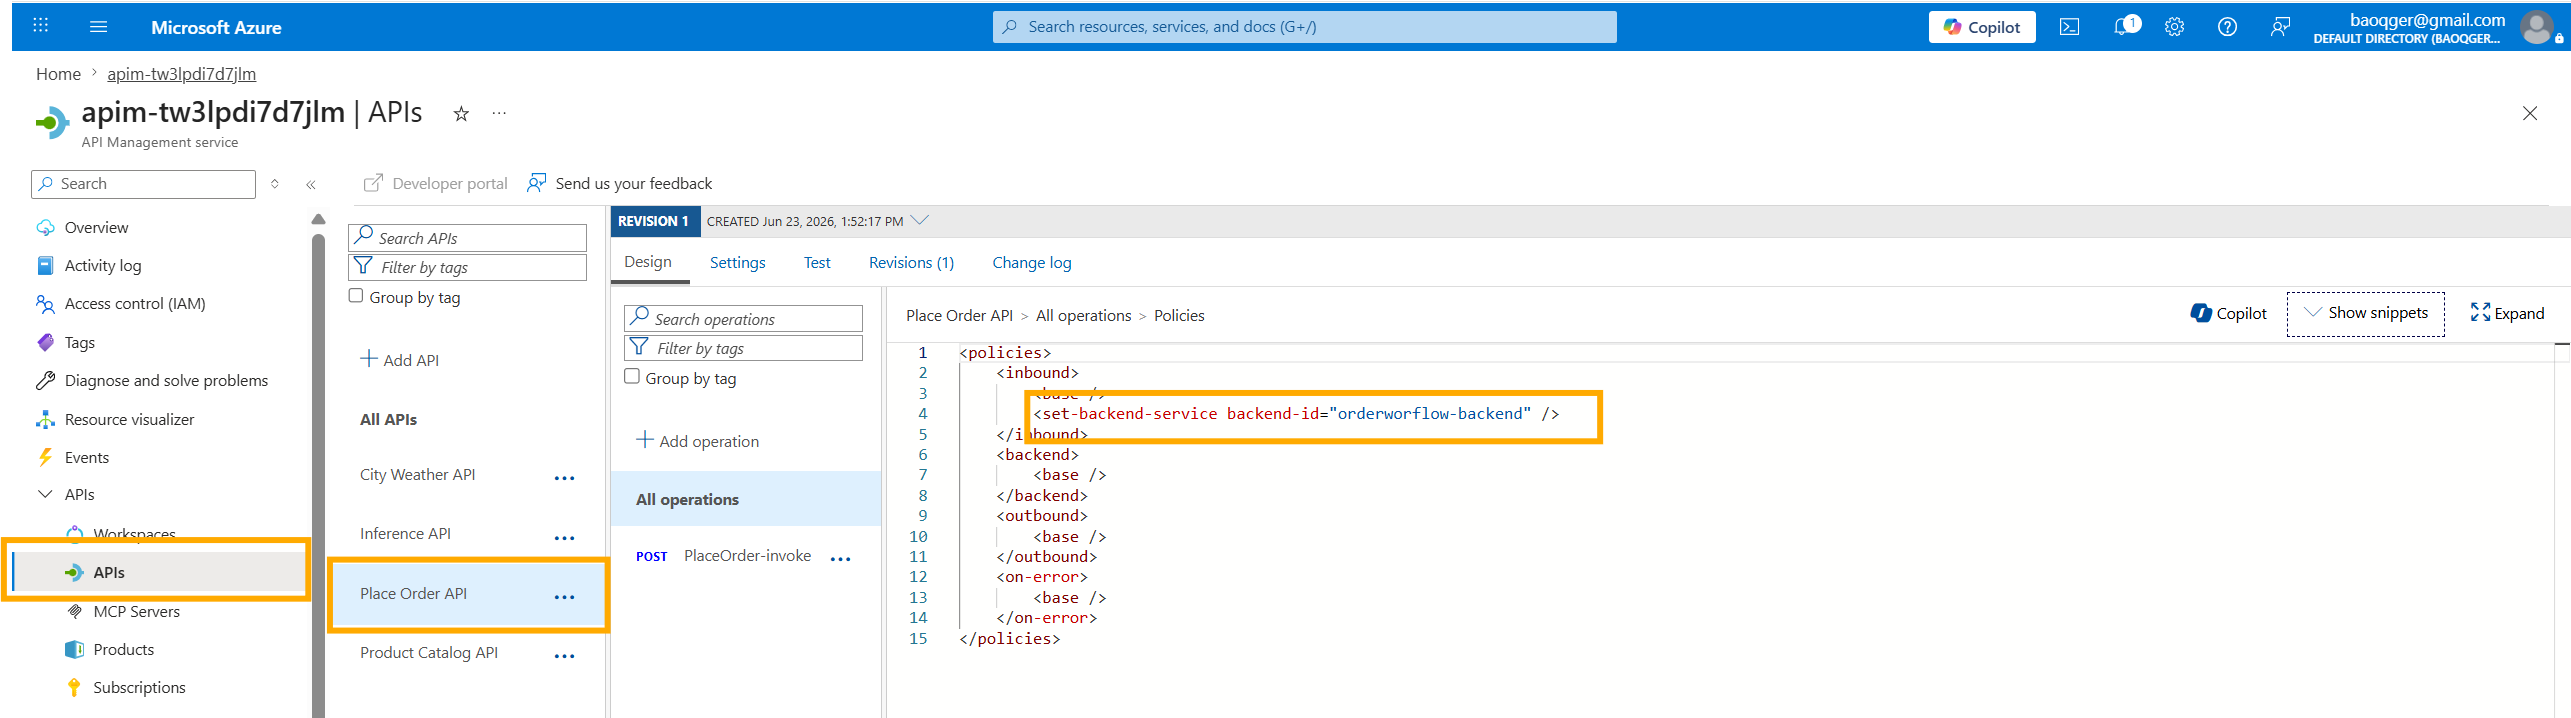 Microsoft Azure
Search resources, services, and docs (G+/)
Copilot
1
baoqger@gmail.com
DEFAULT DIRECTORY (BAOQGER...
Home > apim-tw3lpdi7d7jlm
apim-tw3lpdi7d7jlm | APIs
API Management service
Search
Developer portal
Send us your feedback
Overview
Activity log
Access control (IAM)
Tags
Diagnose and solve problems
Resource visualizer
Events
APIs
Workspaces
APIs
MCP Servers
Products
Subscriptions
Search APIs
Filter by tags
Group by tag
Add API
All APIs
City Weather API
Inference API
Place Order API
Product Catalog API
REVISION 1
CREATED Jun 23, 2026, 1:52:17 PM
Design
Settings
Test
Revisions (1)
Change log
Search operations
Filter by tags
Group by tag
Add operation
All operations
POST PlaceOrder-invoke
Place Order API > All operations > Policies
Copilot
Show snippets
Expand
1 <policies>
2 <inbound>
3 <base />
4 <set-backend-service backend-id="orderworflow-backend" />
5 </inbound>
6 <backend>
7 <base />
8 </backend>
9 <outbound>
10 <base />
11 </outbound>
12 <on-error>
13 <base />
14 </on-error>
15 </policies>